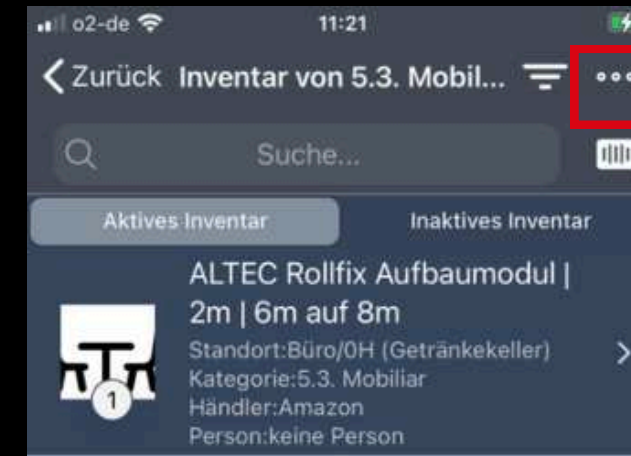 o2-de 11:21
Zurück Inventar von 5.3. Mobil...
Suche...
Aktives Inventar Inaktives Inventar
ALTEC Rollfix Aufbaumodul |
2m | 6m auf 8m
Standort:Büro/0H (Getränkekeller)
Kategorie:5.3. Mobiliar
1
Händler:Amazon
Person:keine Person